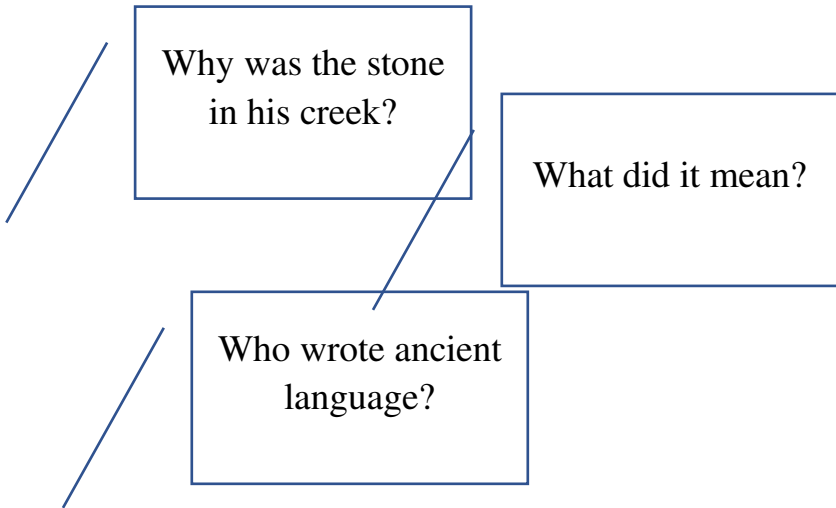 Why was the stone
in his creek?
What did it mean?
Who wrote ancient
language?